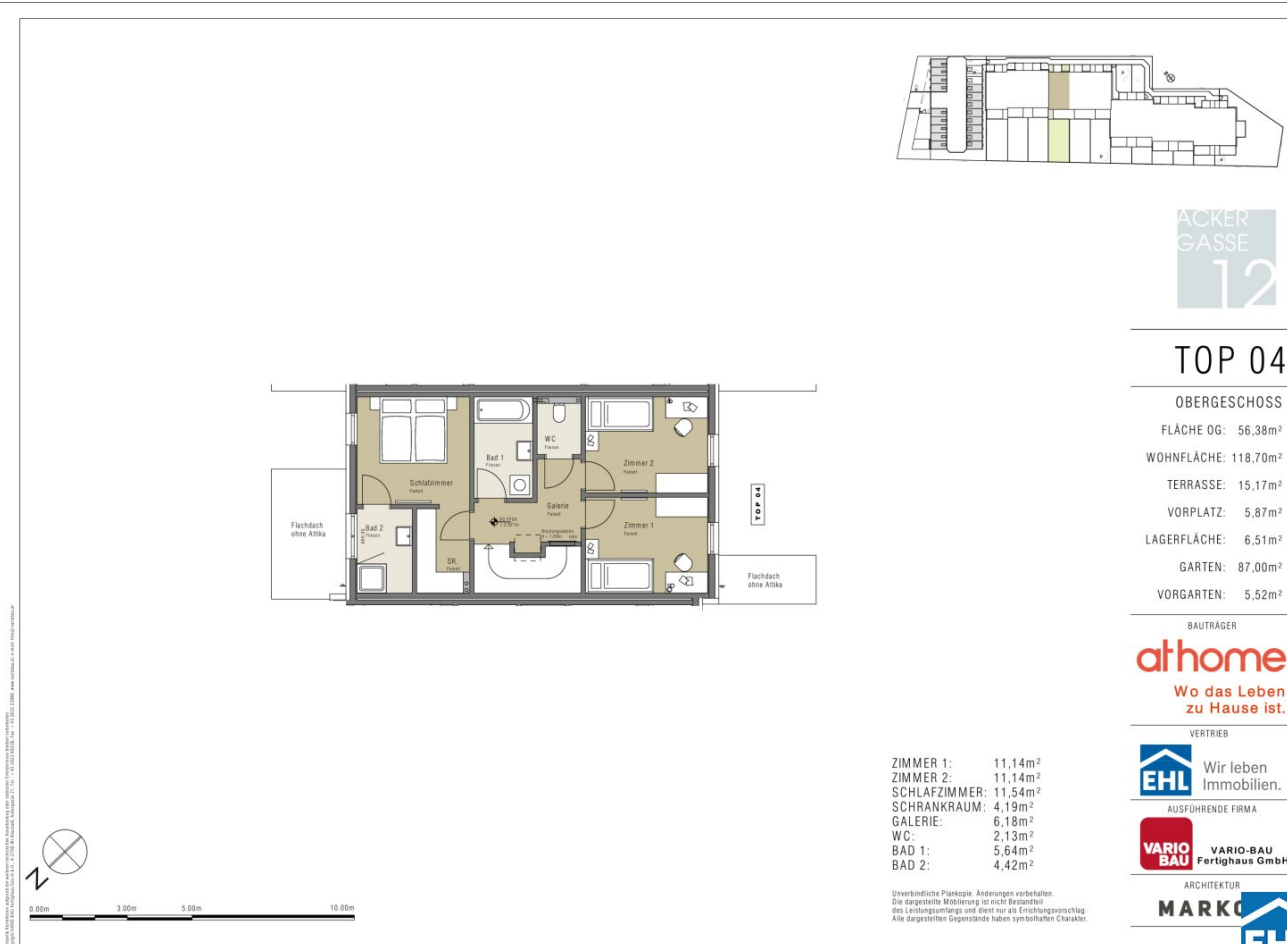 ACKER
GASSE
12
TOP 04
OBERGESCHOSS
FLÄCHE OG: 56,38m²
WOHNFLÄCHE: 118,70m²
TERRASSE: 15,17m²
VORPLATZ: 5,87m²
LAGERFLÄCHE: 6,51m²
GARTEN: 87,00m²
VORGARTEN: 5,52m²
BAUTRÄGER
athome
Wo das Leben
zu Hause ist.
VERTRIEB
EHL
Wir leben
Immobilien.
AUSFÜHRENDE FIRMA
VARIO
BAU
VARIO-BAU
Fertighaus GmbH
ARCHITEKTUR
EHL
Schlafzimmer
Parkett
Bad 1
Fliesen
WC
Fliesen
Zimmer 2
Parkett
Galerie
Parkett
Zimmer 1
Parkett
Bad 2
Fliesen
SR.
Parkett
Flachdach
ohne Attika
Flachdach
ohne Attika
TOP 04
ZIMMER 1: 11,14m²
ZIMMER 2: 11,14m²
SCHLAFZIMMER: 11,54m²
SCHRANKRAUM: 4,19m²
GALERIE: 6,18m²
WC: 2,13m²
BAD 1: 5,64m²
BAD 2: 4,42m²
Unverbindliche Plankopie. Änderungen vorbehalten.
Die dargestellte Möblierung ist nicht Bestandteil
des Leistungsumfangs und dient nur als Einrichtungsvorschlag.
Alle dargestellten Gegenstände haben symbolhaften Charakter.
N
0.00m 3.00m 5.00m 10.00m